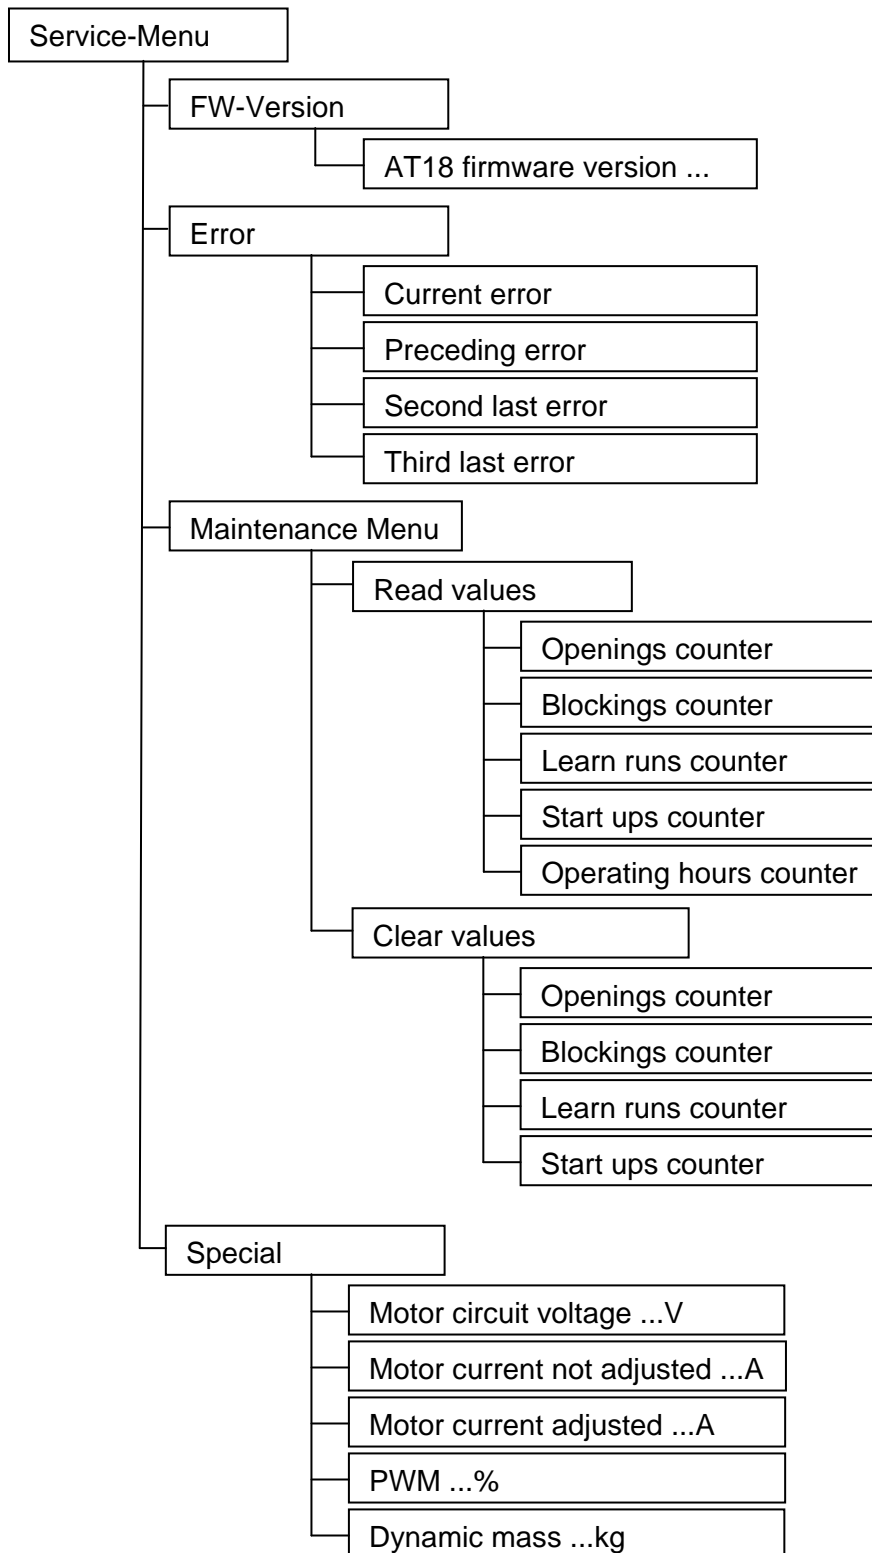 Service-Menu
FW-Version
AT18 firmware version ...
Error
Current error
Preceding error
Second last error
Third last error
Maintenance Menu
Read values
Openings counter
Blockings counter
Learn runs counter
Start ups counter
Operating hours counter
Clear values
Openings counter
Blockings counter
Learn runs counter
Start ups counter
Special
Motor circuit voltage ...V
Motor current not adjusted ...A
Motor current adjusted ...A
PWM ...%
Dynamic mass ...kg